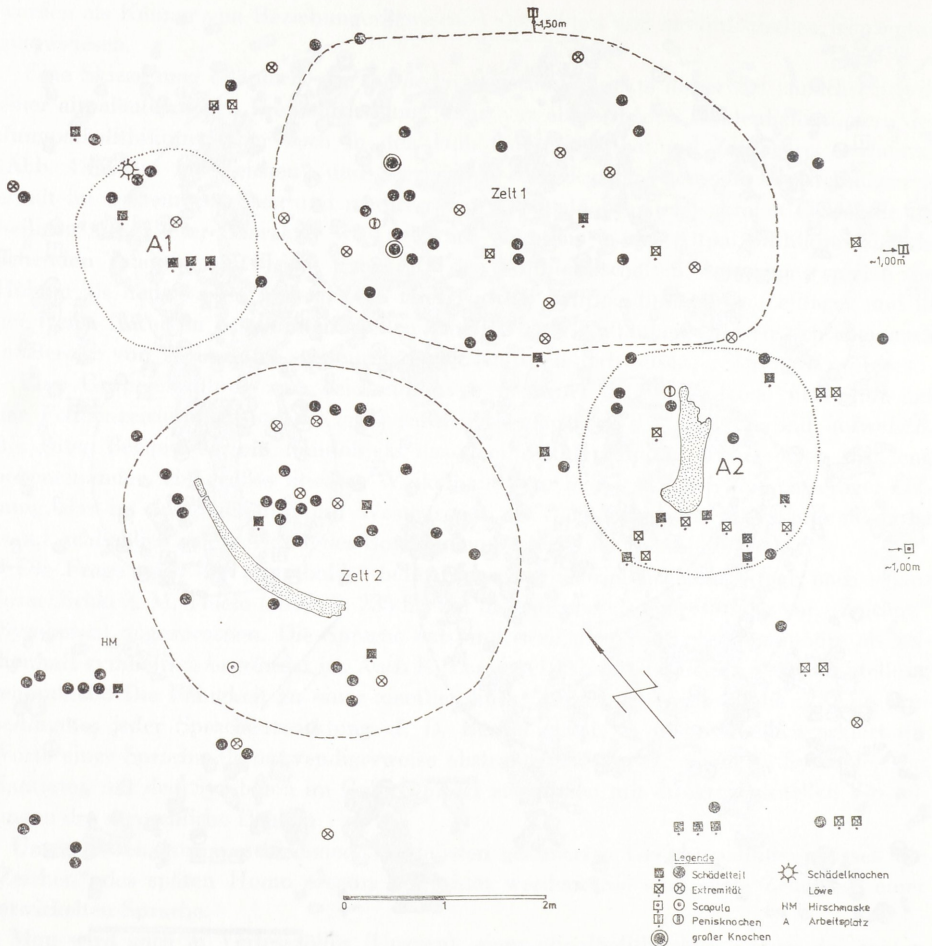 ~1,50m
Zelt 1
A1
~1,00m
A2
Zelt 2
~1,00m
HM
Legende
Schädelteil
Extremität
Scapula
Penisknochen
großer Knochen
Schädelknochen
Löwe
HM Hirschmaske
A Arbeitsplatz
0 1 2m